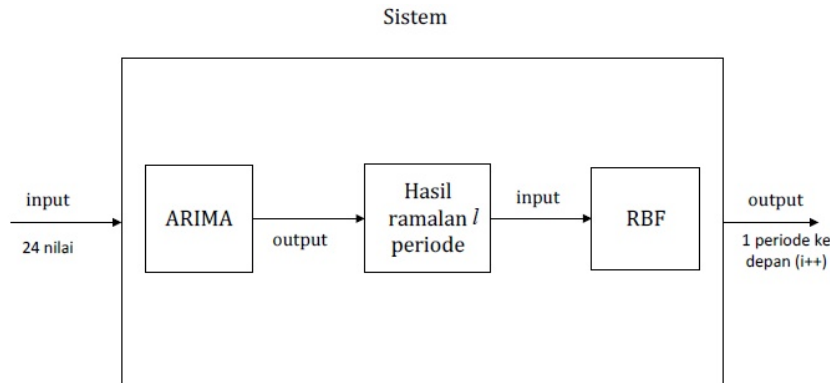 Sistem
input
24 nilai
ARIMA
output
Hasil
ramalan l
periode
input
RBF
output
1 periode ke
depan (i++)